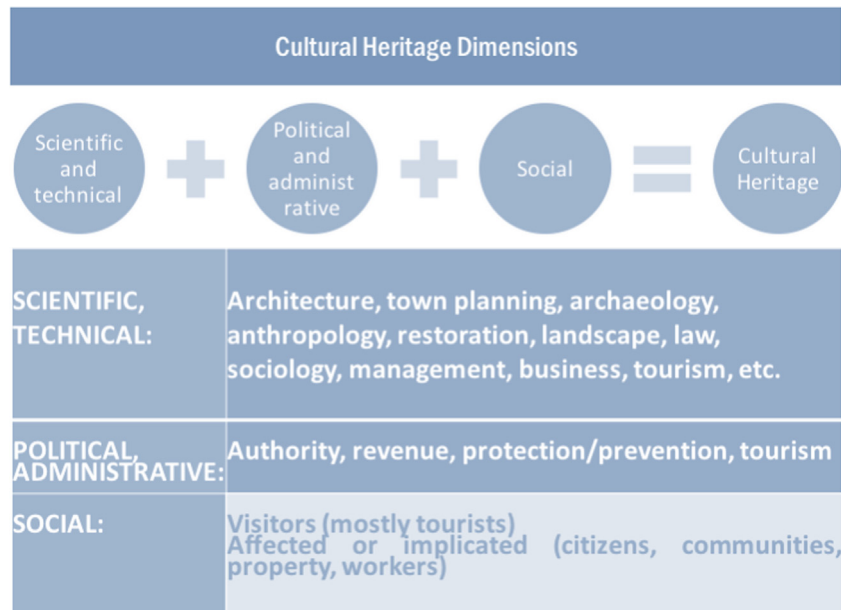 Cultural Heritage Dimensions
Scientific
and
technical
Political
and
administ
rative
Social
Cultural
Heritage
SCIENTIFIC,
TECHNICAL:
Architecture, town planning, archaeology,
anthropology, restoration, landscape, law,
sociology, management, business, tourism, etc.
POLITICAL,
ADMINISTRATIVE:
Authority, revenue, protection/prevention, tourism
SOCIAL:
Visitors (mostly tourists)
Affected or implicated (citizens, communities,
property, workers)